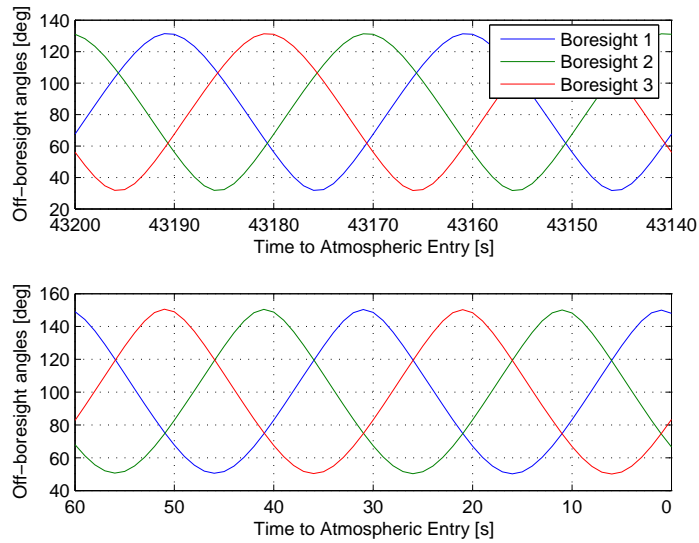 140
120
100
80
60
40
20
Off−boresight angles [deg]
Boresight 1
Boresight 2
Boresight 3
43200 43190 43180 43170 43160 43150 43140
Time to Atmospheric Entry [s]
160
140
120
100
80
60
40
Off−boresight angles [deg]
60 50 40 30 20 10 0
Time to Atmospheric Entry [s]